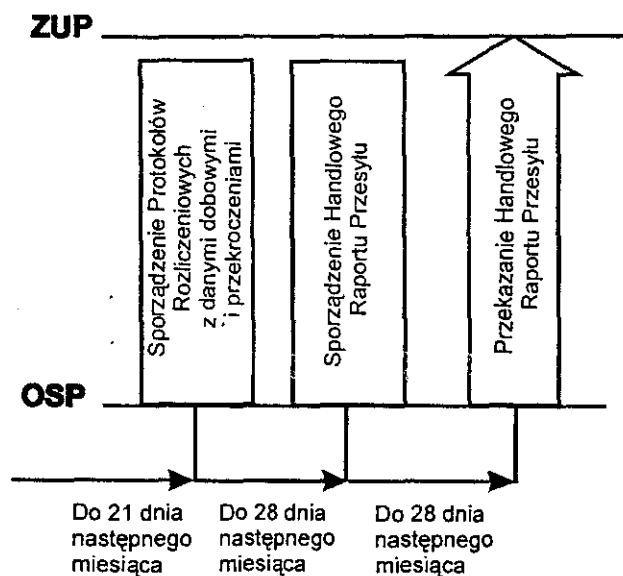 ZUP
Sporządzenie Protokołów
Rozliczeniowych
z danymi dobowymi
i przekroczeniami
Sporządzenie Handlowego
Raportu Przesyłu
Przekazanie Handlowego
Raportu Przesyłu
OSP
Do 21 dnia
następnego
miesiąca
Do 28 dnia
następnego
miesiąca
Do 28 dnia
następnego
miesiąca